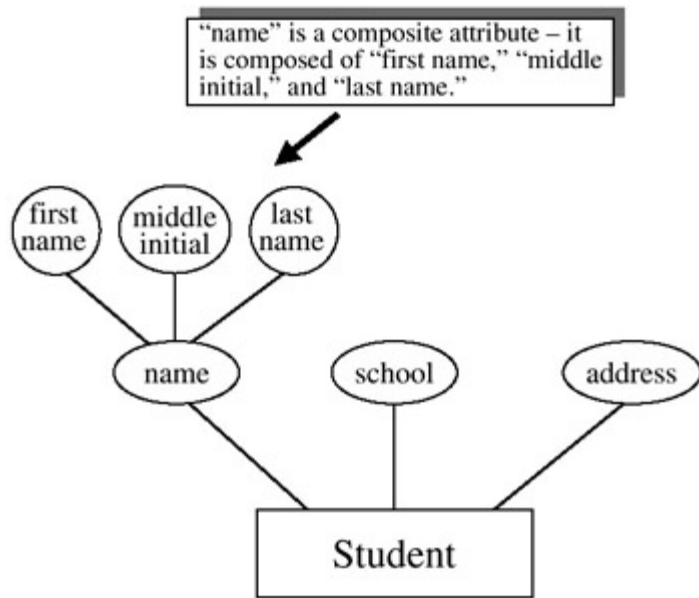 “name” is a composite attribute – it
is composed of “first name,” “middle
initial,” and “last name.”
first
name
middle
initial
last
name
name
school
address
Student